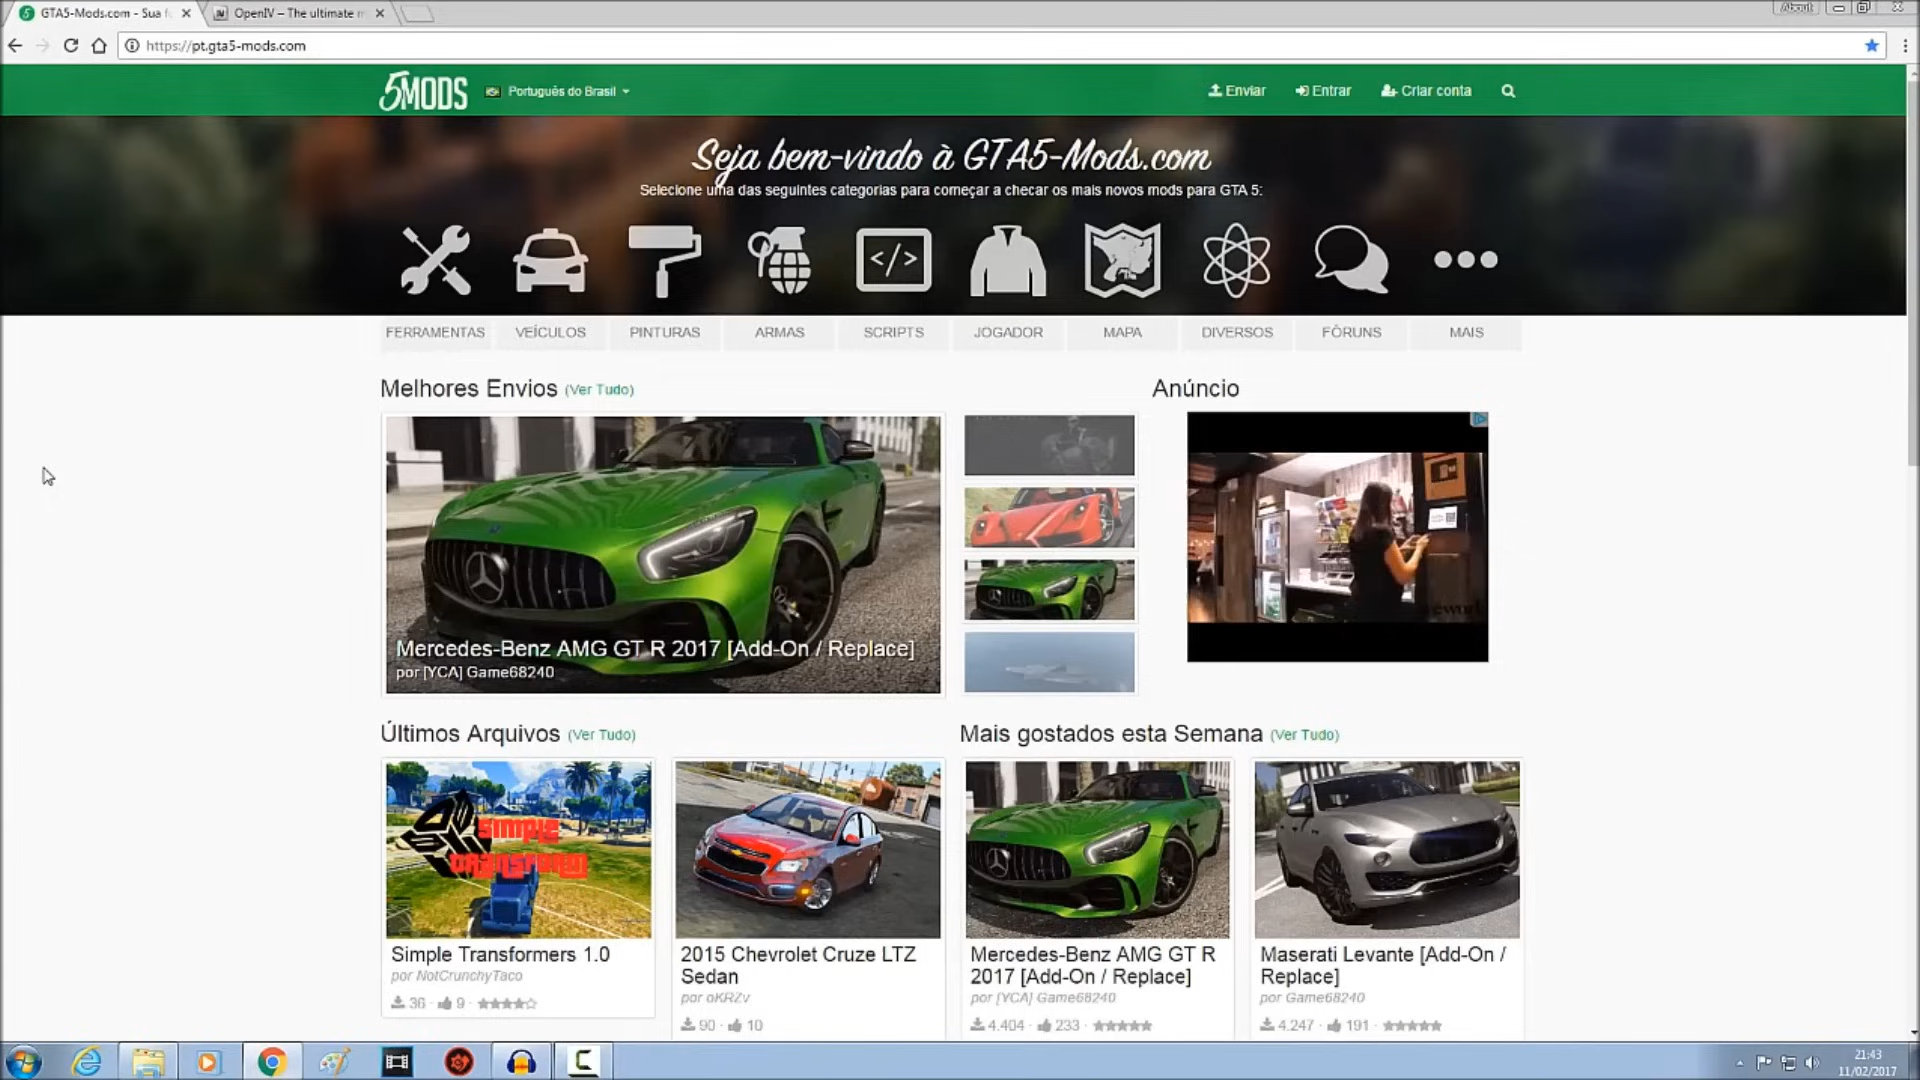 GTA5-Mods.com - Sua f
OpenIV – The ultimate m
About
https://pt.gta5-mods.com
5MODS
Português do Brasil
Enviar
Entrar
Criar conta
Seja bem-vindo à GTA5-Mods.com
Selecione uma das seguintes categorias para começar a checar os mais novos mods para GTA 5:
</>
FERRAMENTAS
VEÍCULOS
PINTURAS
ARMAS
SCRIPTS
JOGADOR
MAPA
DIVERSOS
FÓRUNS
MAIS
Melhores Envios (Ver Tudo)
Anúncio
Mercedes-Benz AMG GT R 2017 [Add-On / Replace]
por [YCA] Game68240
Últimos Arquivos (Ver Tudo)
Mais gostados esta Semana (Ver Tudo)
SIMPLE
TRANSFORM
Simple Transformers 1.0
por NotCrunchyTaco
36 · 9 ·
2015 Chevrolet Cruze LTZ
Sedan
por oKRZv
90 · 10
Mercedes-Benz AMG GT R
2017 [Add-On / Replace]
por [YCA] Game68240
4.404 · 233 ·
Maserati Levante [Add-On /
Replace]
por Game68240
4.247 · 191 ·
21:43
11/02/2017